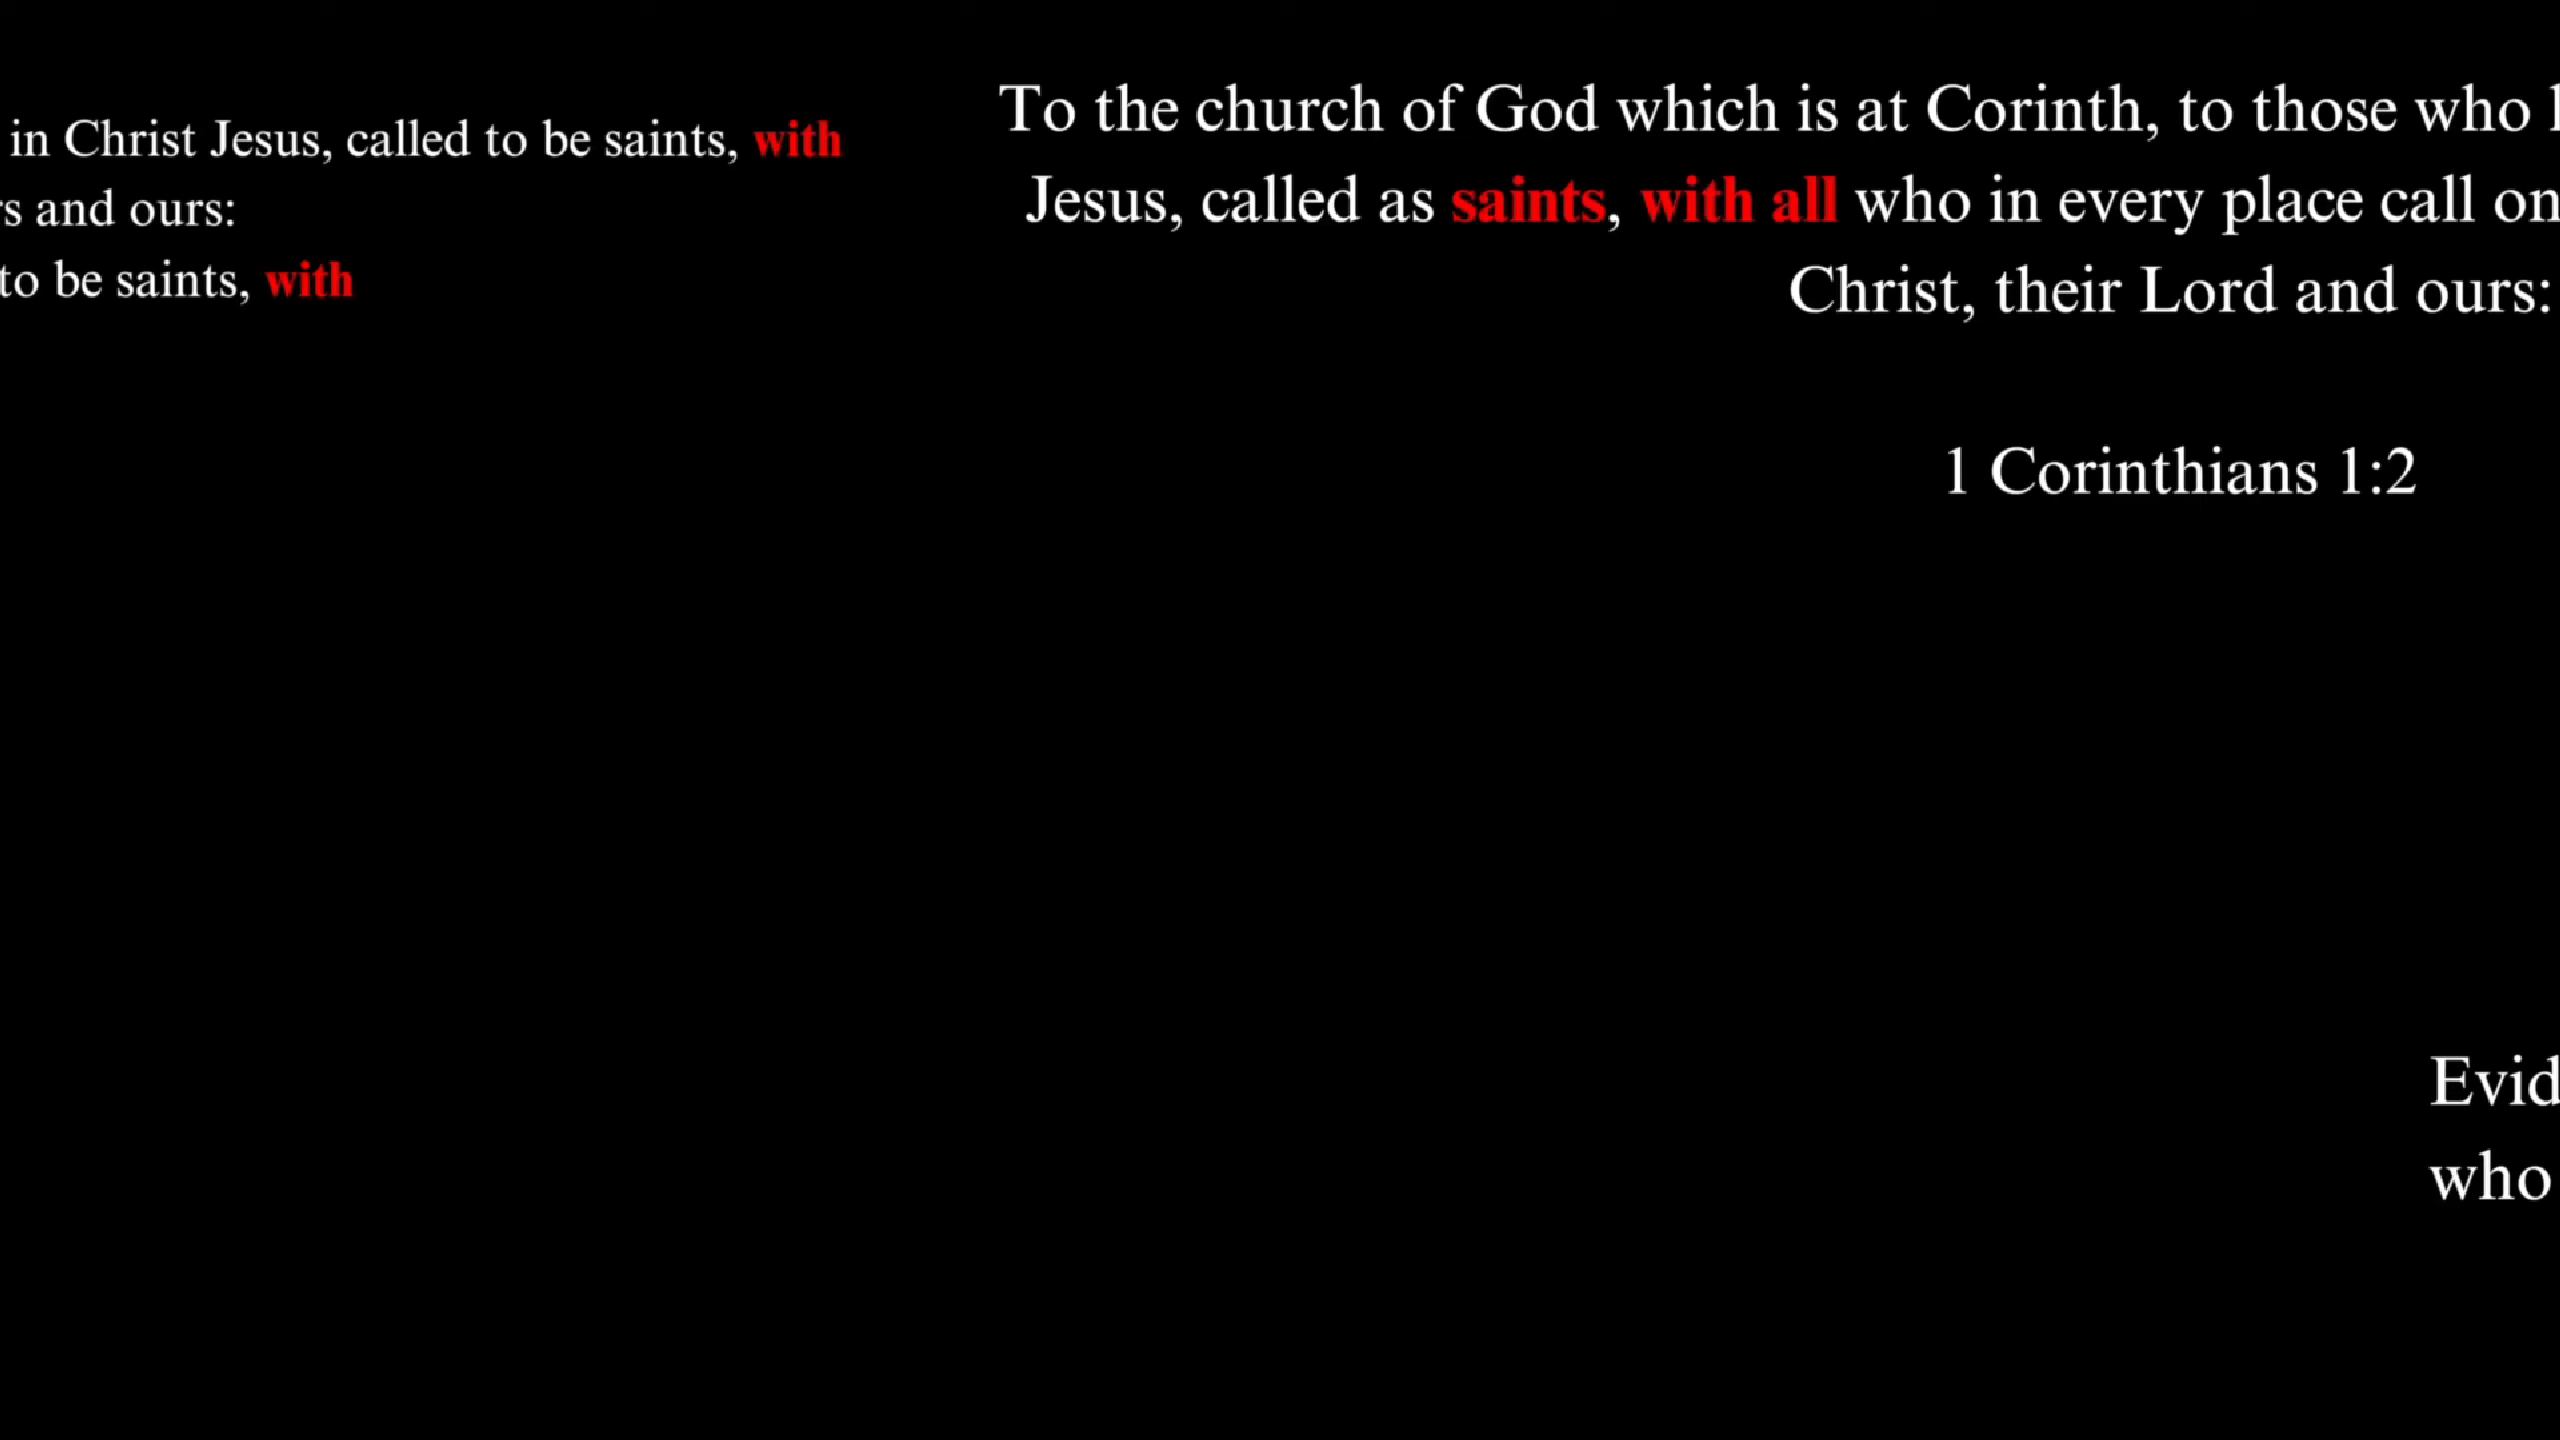 in Christ Jesus, called to be saints, with
and ours:
to be saints, with
To the church of God which is at Corinth, to those who
Jesus, called as saints, with all who in every place call on
Christ, their Lord and ours:
1 Corinthians 1:2
Evid
who